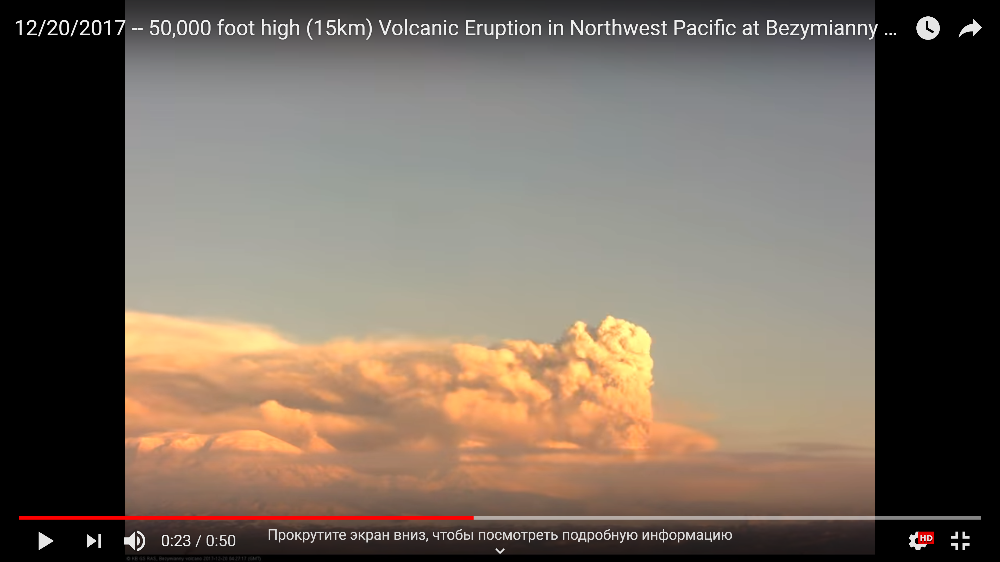 12/20/2017 -- 50,000 foot high (15km) Volcanic Eruption in Northwest Pacific at Bezymianny ...
0:23 / 0:50
Прокрутите экран вниз, чтобы посмотреть подробную информацию
HD
© KB GS RAS, Bezymianny volcano 2017-12-20 04:27:17 (GMT)